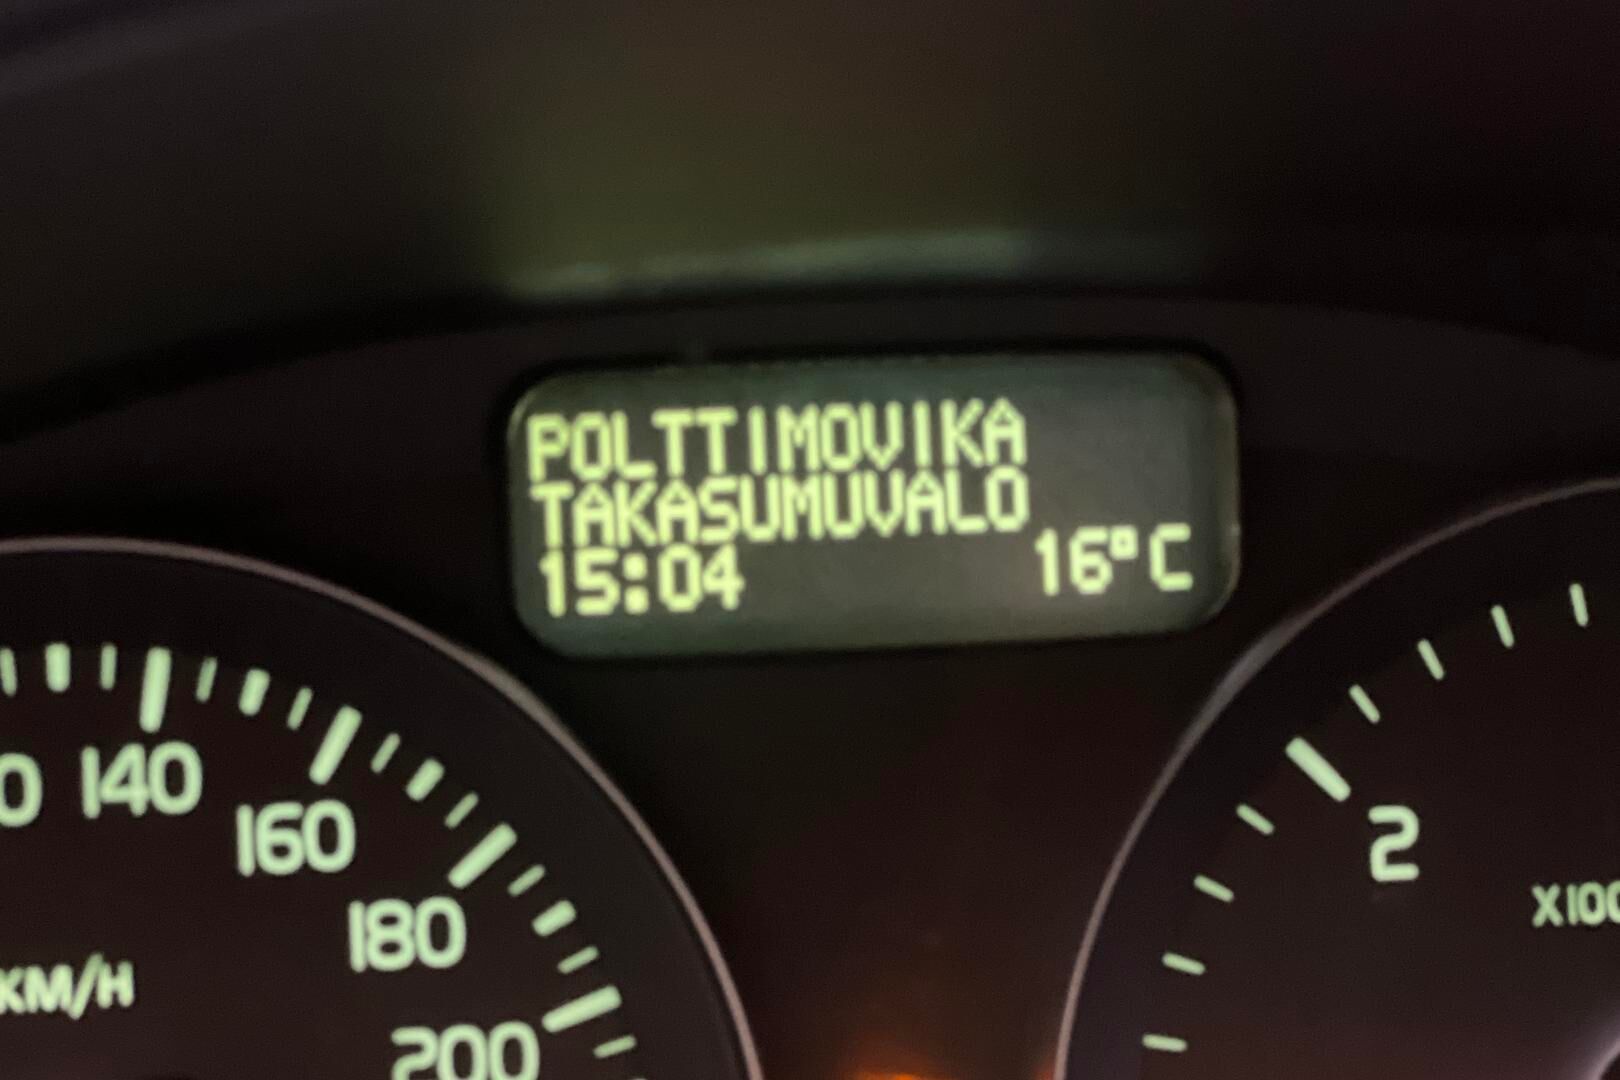 POLTTIMOVIKA
TAKASUMUVALO
15:04 16°C
140
160
180
200
KM/H
2